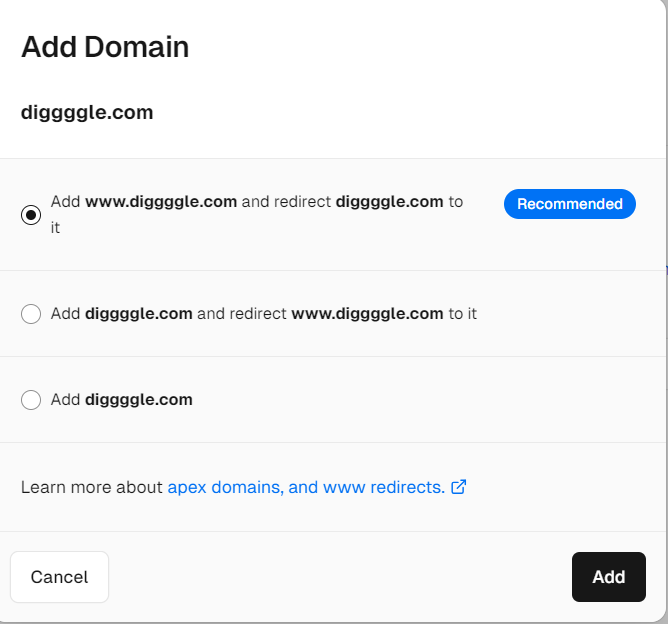 Add Domain
diggggle.com
Add www.diggggle.com and redirect diggggle.com to
it
Recommended
Add diggggle.com and redirect www.diggggle.com to it
Add diggggle.com
Learn more about apex domains, and www redirects.
Cancel
Add